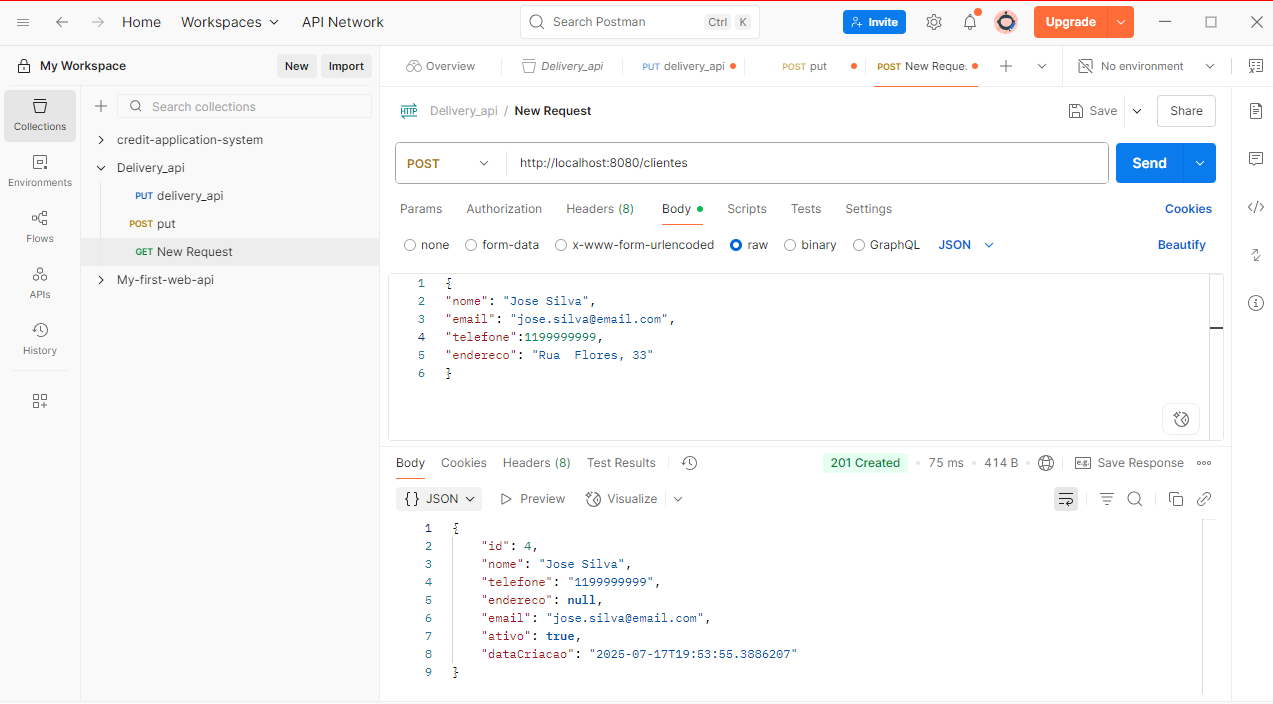 Home Workspaces API Network Search Postman Ctrl K Invite Upgrade
My Workspace New Import
Overview Delivery_api PUT delivery_api POST put POST New Reque No environment
Collections
Environments
Flows
APIs
History
Search collections
credit-application-system
Delivery_api
PUT delivery_api
POST put
GET New Request
My-first-web-api
HTTP Delivery_api / New Request Save Share
POST http://localhost:8080/clientes Send
Params Authorization Headers (8) Body Scripts Tests Settings Cookies
none form-data x-www-form-urlencoded raw binary GraphQL JSON Beautify
1 {
2 "nome": "Jose Silva",
3 "email": "jose.silva@email.com",
4 "telefone":1199999999,
5 "endereco": "Rua  Flores, 33"
6 }
Body Cookies Headers (8) Test Results 201 Created 75 ms 414 B e.g. Save Response
{} JSON Preview Visualize
1 {
2 "id": 4,
3 "nome": "Jose Silva",
4 "telefone": "1199999999",
5 "endereco": null,
6 "email": "jose.silva@email.com",
7 "ativo": true,
8 "dataCriacao": "2025-07-17T19:53:55.3886207"
9 }